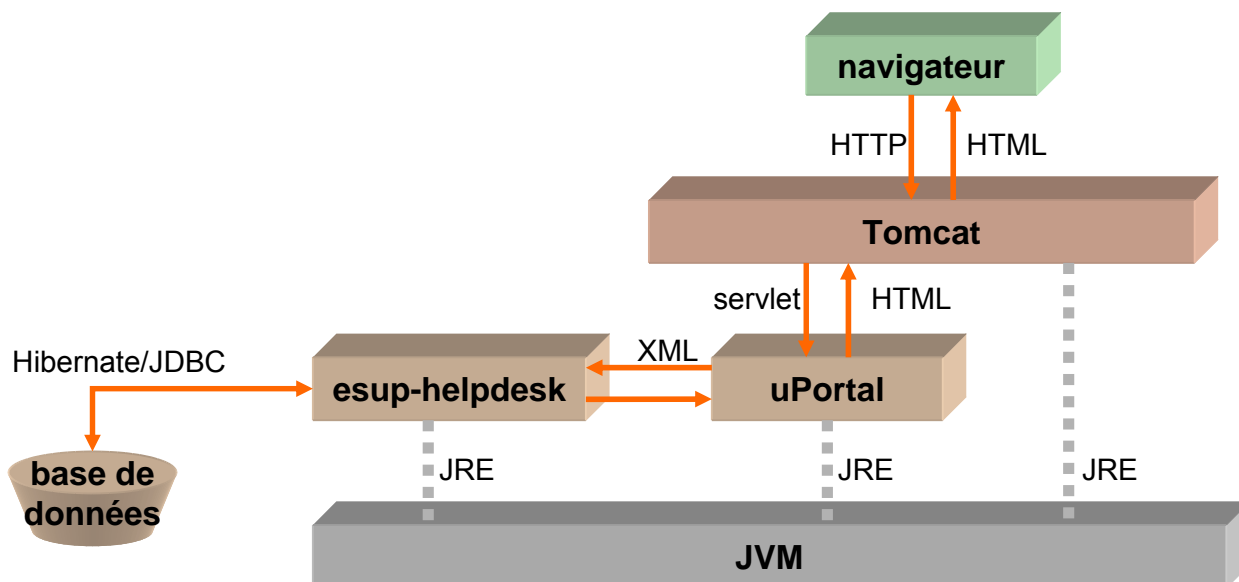 navigateur
HTTP
HTML
Tomcat
servlet
HTML
Hibernate/JDBC
XML
esup-helpdesk
uPortal
base de
données
JRE
JRE
JRE
JVM